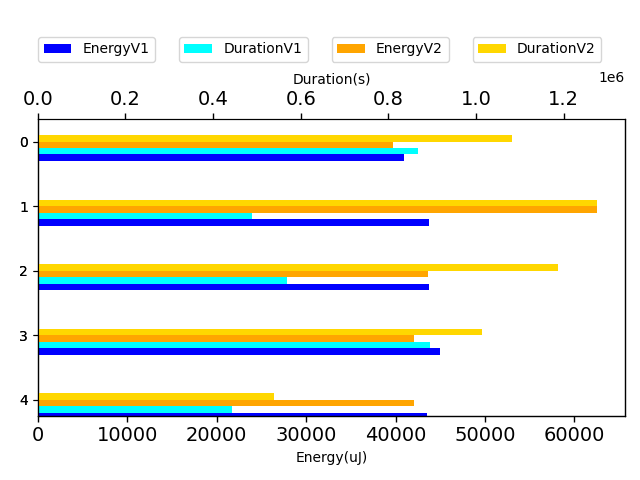 EnergyV1 DurationV1 EnergyV2 DurationV2
Duration(s)
1e6
0.0 0.2 0.4 0.6 0.8 1.0 1.2
0
1
2
3
4
0 10000 20000 30000 40000 50000 60000
Energy(uJ)